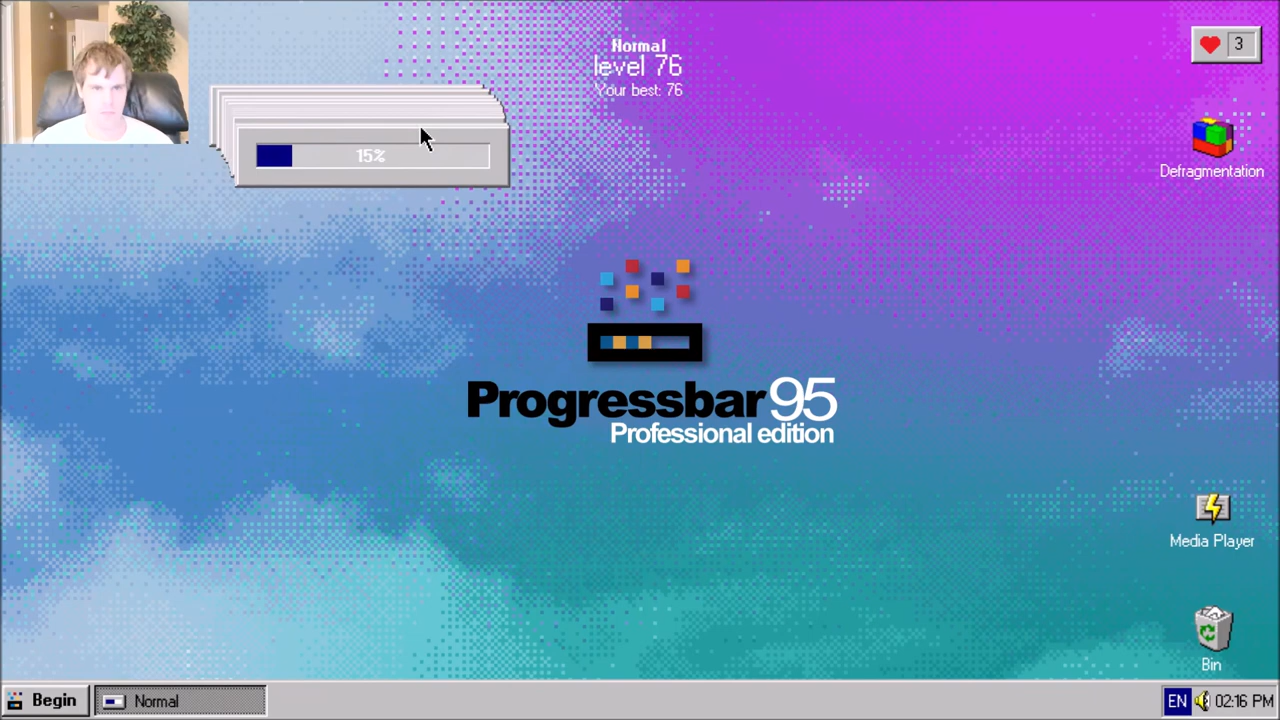 Normal
level 76
Your best: 76
3
15%
Defragmentation
Progressbar95
Professional edition
Media Player
Bin
Begin
Normal
EN
02:16 PM